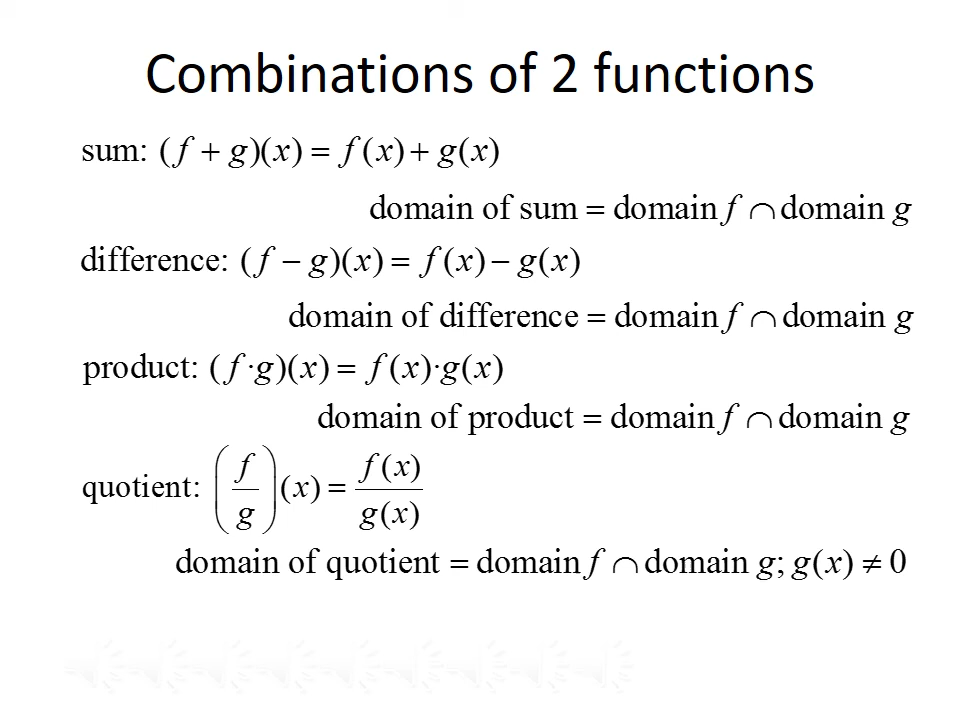 Combinations of 2 functions
sum: (f + g)(x) = f(x) + g(x)
domain of sum = domain f ∩ domain g
difference: (f − g)(x) = f(x) − g(x)
domain of difference = domain f ∩ domain g
product: (f·g)(x) = f(x)·g(x)
domain of product = domain f ∩ domain g
quotient: (f/g)(x) = f(x)/g(x)
domain of quotient = domain f ∩ domain g; g(x) ≠ 0